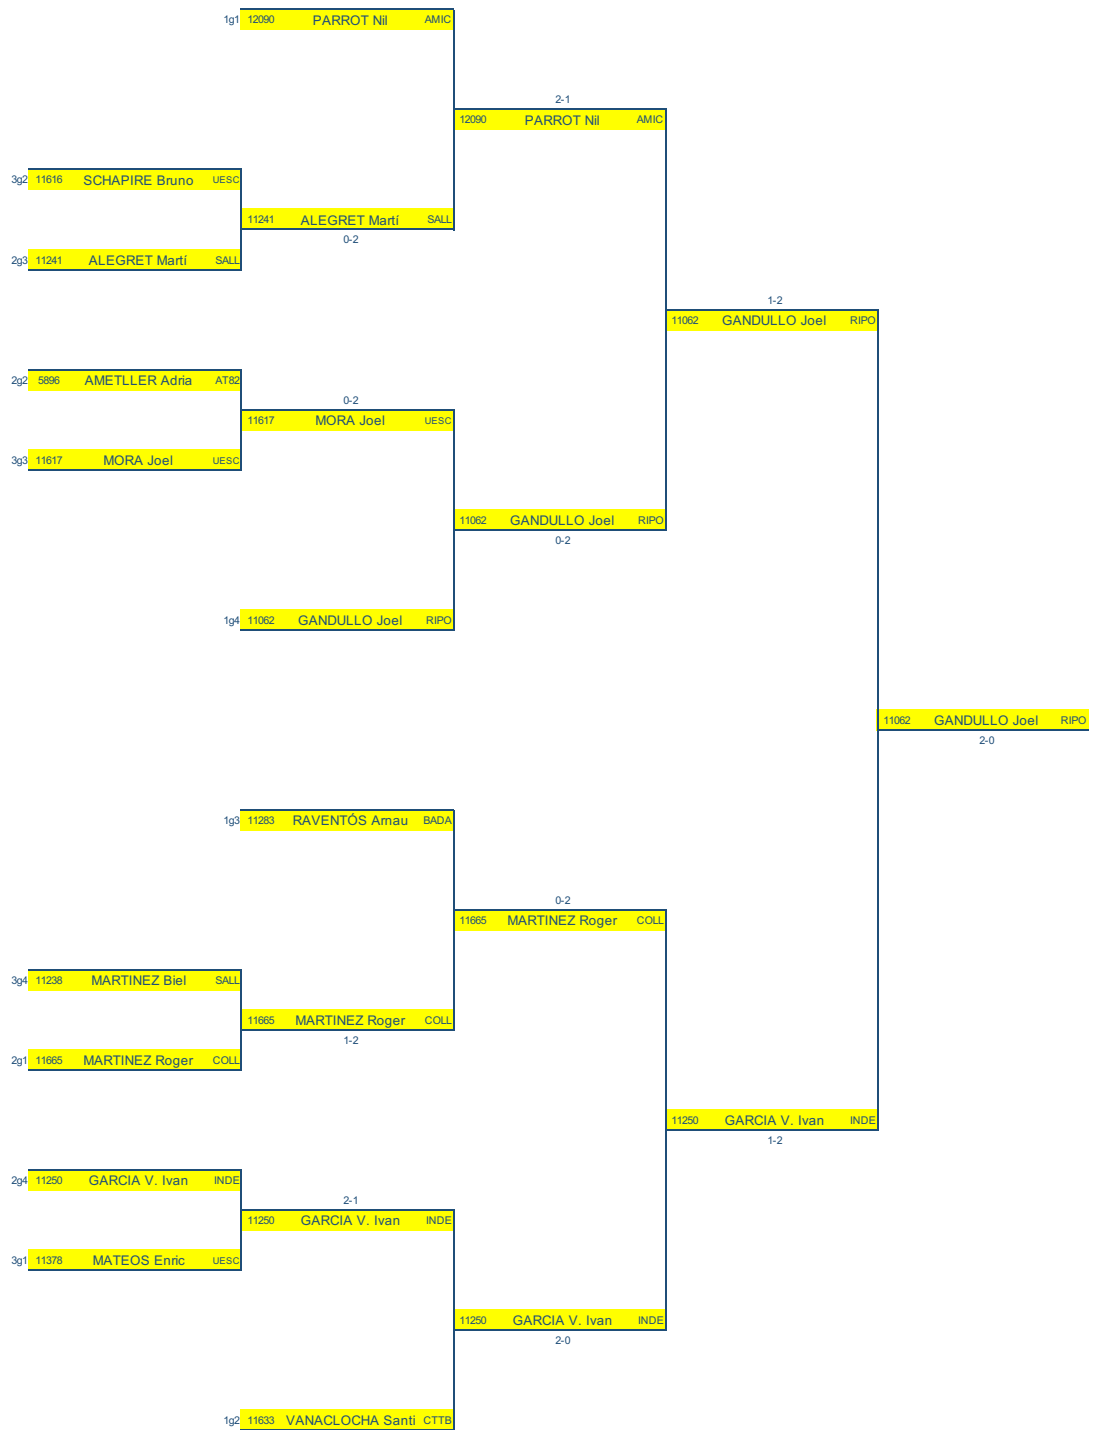 1g1 12090 PARROT Nil AMIC
2-1
12090 PARROT Nil AMIC
3g2 11616 SCHAPIRE Bruno UESC
11241 ALEGRET Martí SALL
0-2
2g3 11241 ALEGRET Martí SALL
1-2
11062 GANDULLO Joel RIPO
2g2 5896 AMETLLER Adria AT82
0-2
11617 MORA Joel UESC
3g3 11617 MORA Joel UESC
11062 GANDULLO Joel RIPO
0-2
1g4 11062 GANDULLO Joel RIPO
11062 GANDULLO Joel RIPO
2-0
1g3 11283 RAVENTÓS Arnau BADA
0-2
11665 MARTINEZ Roger COLL
3g4 11238 MARTINEZ Biel SALL
11665 MARTINEZ Roger COLL
1-2
2g1 11665 MARTINEZ Roger COLL
11250 GARCIA V. Ivan INDE
1-2
2g4 11250 GARCIA V. Ivan INDE
2-1
11250 GARCIA V. Ivan INDE
3g1 11378 MATEOS Enric UESC
11250 GARCIA V. Ivan INDE
2-0
1g2 11633 VANACLOCHA Santi CTTB